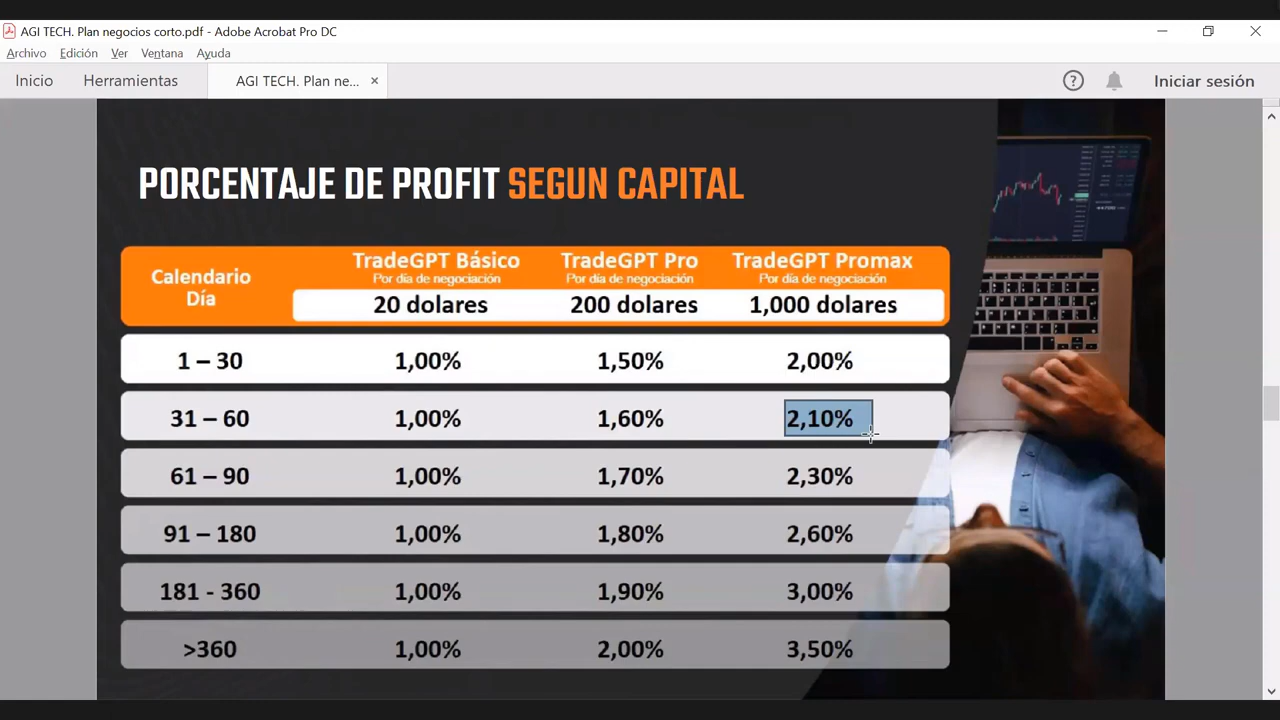 AGI TECH. Plan negocios corto.pdf - Adobe Acrobat Pro DC
Archivo Edición Ver Ventana Ayuda
Inicio Herramientas AGI TECH. Plan ne... × ? Iniciar sesión
PORCENTAJE DE PROFIT SEGUN CAPITAL
Calendario Día
TradeGPT Básico TradeGPT Pro TradeGPT Promax
Por día de negociación Por día de negociación Por día de negociación
20 dolares 200 dolares 1,000 dolares
1 – 30 1,00% 1,50% 2,00%
31 – 60 1,00% 1,60% 2,10%
61 – 90 1,00% 1,70% 2,30%
91 – 180 1,00% 1,80% 2,60%
181 - 360 1,00% 1,90% 3,00%
>360 1,00% 2,00% 3,50%